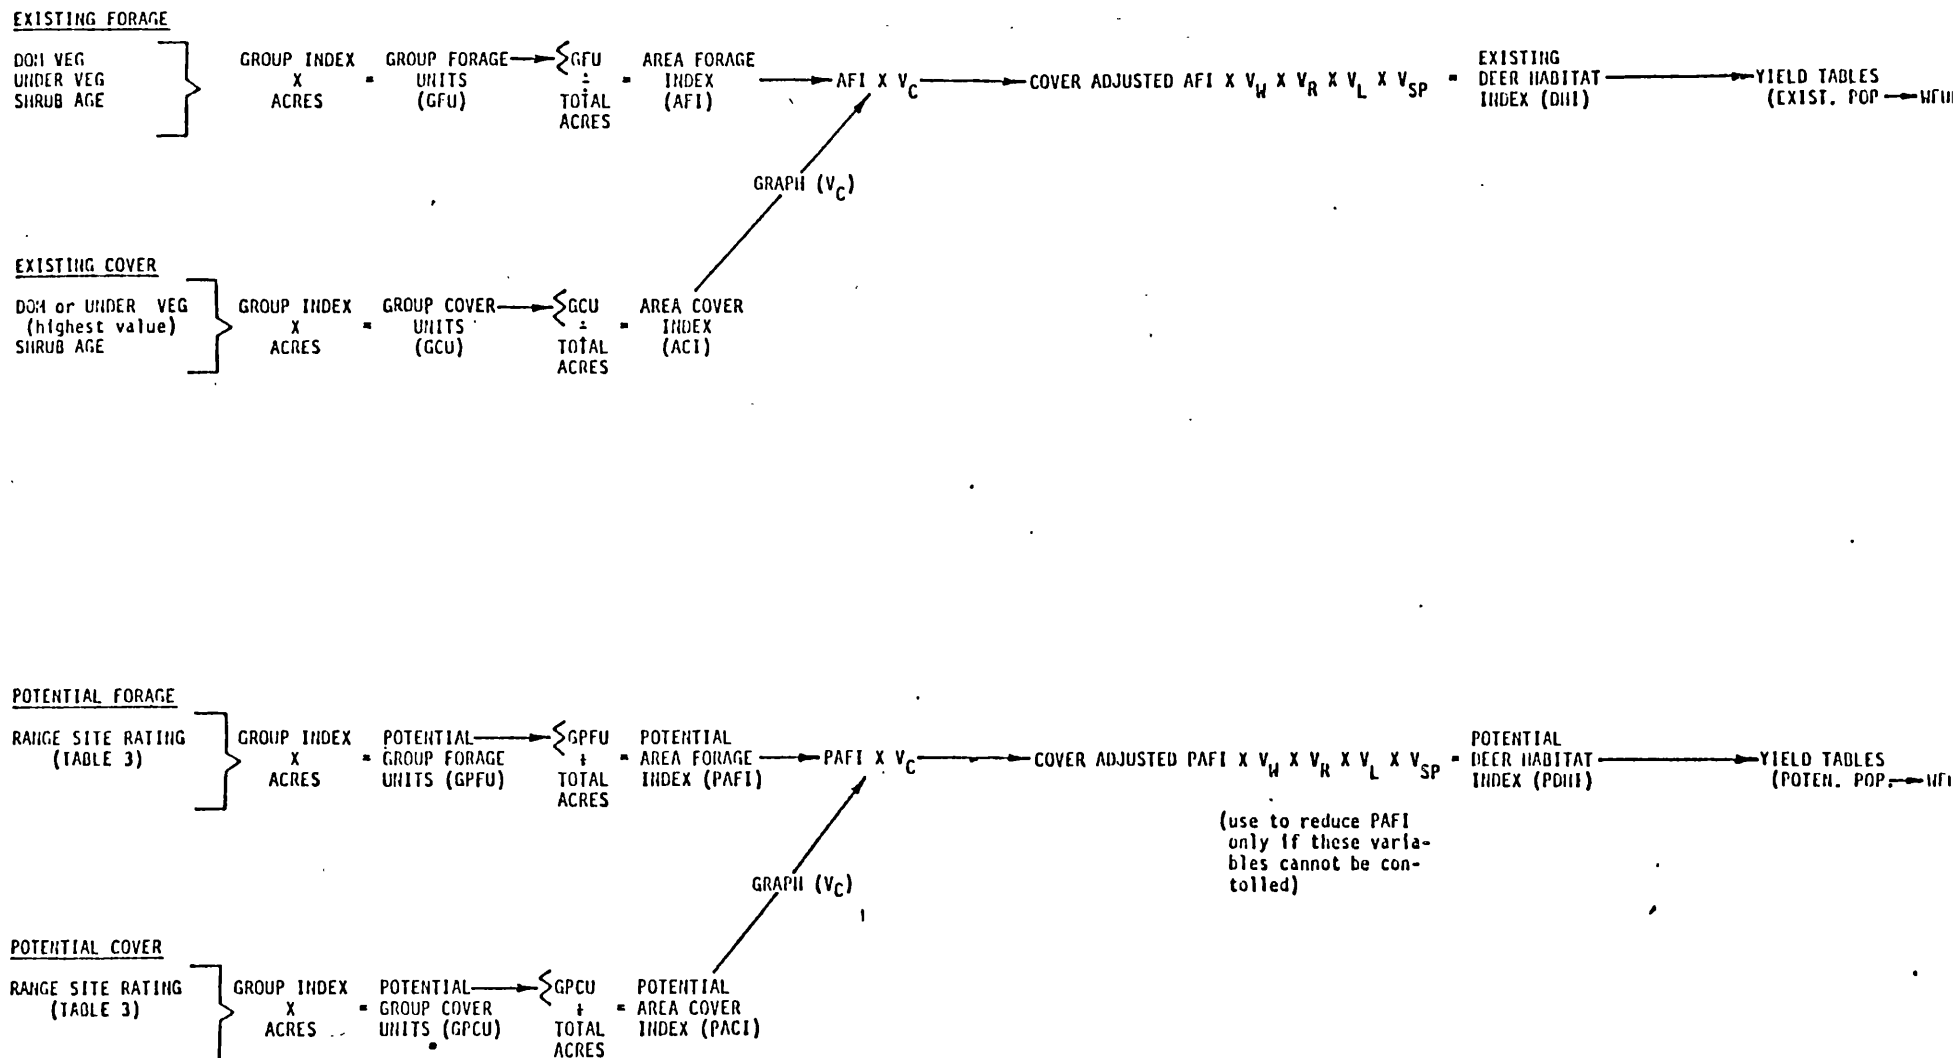 EXISTING FORAGE
DOM VEG
UNDER VEG
SHRUB AGE
GROUP INDEX
X
ACRES
= GROUP FORAGE
UNITS
(GFU)
ΣGFU
÷
TOTAL
ACRES
= AREA FORAGE
INDEX
(AFI)
AFI X V_C
COVER ADJUSTED AFI X V_W X V_R X V_L X V_SP =
EXISTING
DEER HABITAT
INDEX (DHI)
YIELD TABLES
(EXIST. POP
GRAPH (V_C)
EXISTING COVER
DOM or UNDER VEG
(highest value)
SHRUB AGE
GROUP INDEX
X
ACRES
= GROUP COVER
UNITS
(GCU)
ΣGCU
÷
TOTAL
ACRES
= AREA COVER
INDEX
(ACI)
POTENTIAL FORAGE
RANGE SITE RATING
(TABLE 3)
GROUP INDEX
X
ACRES
= POTENTIAL
GROUP FORAGE
UNITS (GPFU)
ΣGPFU
÷
TOTAL
ACRES
= POTENTIAL
AREA FORAGE
INDEX (PAFI)
PAFI X V_C
COVER ADJUSTED PAFI X V_W X V_R X V_L X V_SP =
POTENTIAL
DEER HABITAT
INDEX (PDHI)
YIELD TABLES
(POTEN. POP.
(use to reduce PAFI
only if these varia-
bles cannot be con-
tolled)
GRAPH (V_C)
POTENTIAL COVER
RANGE SITE RATING
(TABLE 3)
GROUP INDEX
X
ACRES
= POTENTIAL
GROUP COVER
UNITS (GPCU)
ΣGPCU
÷
TOTAL
ACRES
= POTENTIAL
AREA COVER
INDEX (PACI)